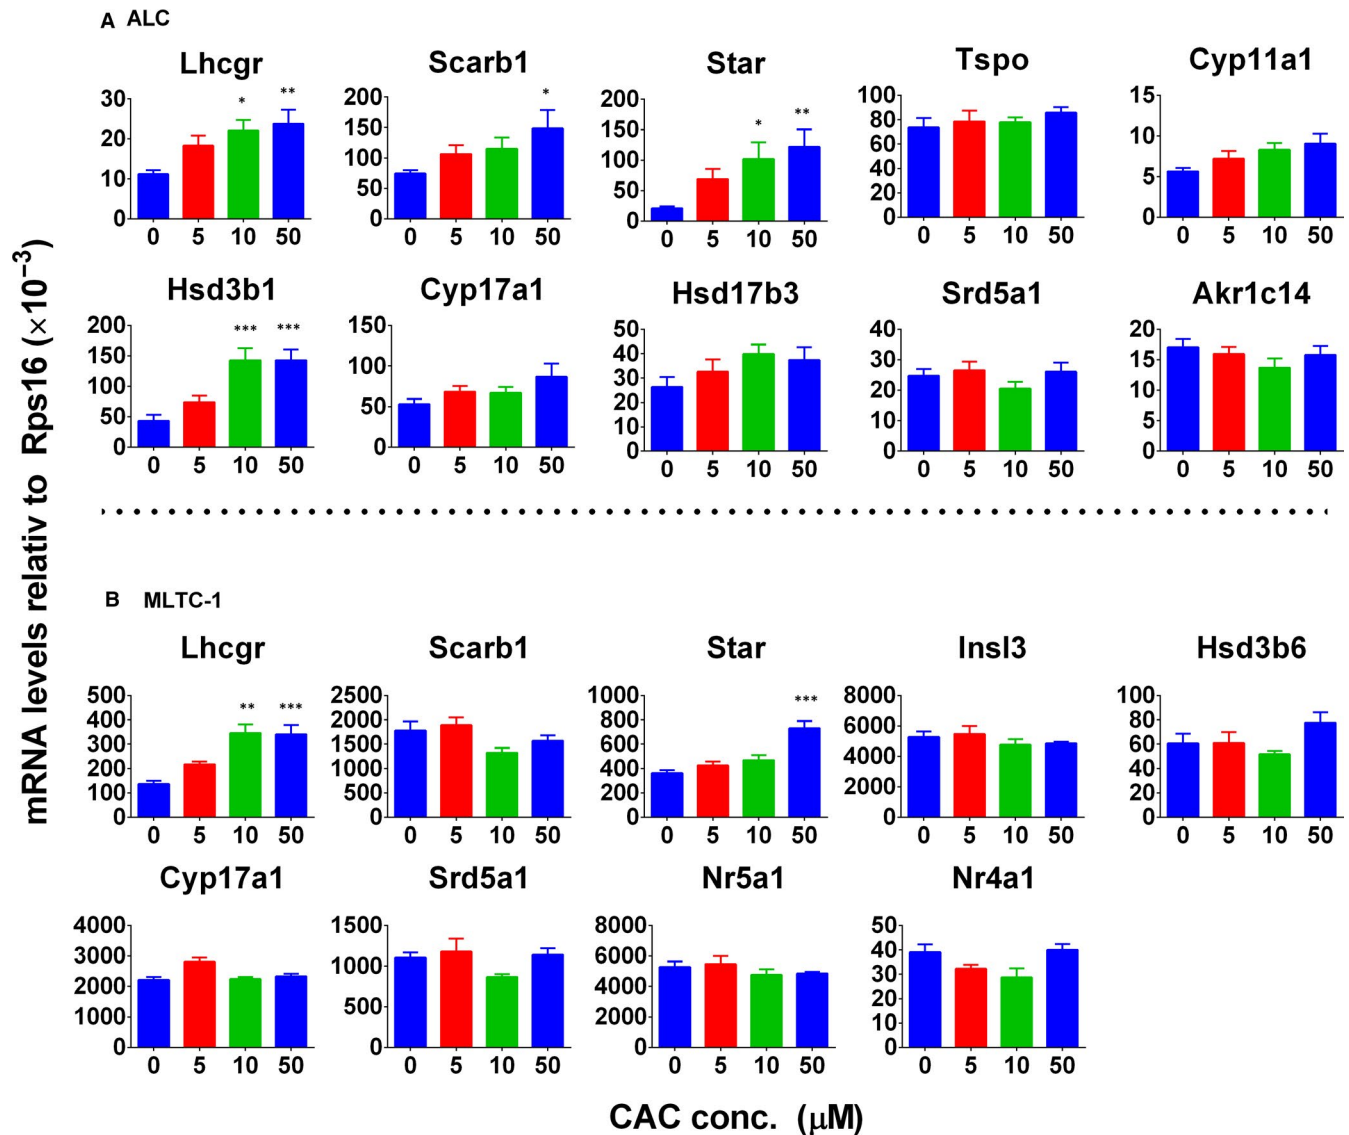 A ALC
Lhcgr
30
20
10
0
* **
0 5 10 50
Scarb1
200
150
100
50
0
*
0 5 10 50
Star
200
150
100
50
0
* **
0 5 10 50
Tspo
100
80
60
40
20
0
0 5 10 50
Cyp11a1
15
10
5
0
0 5 10 50
Hsd3b1
200
150
100
50
0
*** ***
0 5 10 50
Cyp17a1
150
100
50
0
0 5 10 50
Hsd17b3
50
40
30
20
10
0
0 5 10 50
Srd5a1
40
30
20
10
0
0 5 10 50
Akr1c14
20
15
10
5
0
0 5 10 50
mRNA levels relativ to Rps16 (×10⁻³)
B MLTC-1
Lhcgr
500
400
300
200
100
0
** ***
0 5 10 50
Scarb1
2500
2000
1500
1000
500
0
0 5 10 50
Star
1000
800
600
400
200
0
***
0 5 10 50
Insl3
8000
6000
4000
2000
0
0 5 10 50
Hsd3b6
100
80
60
40
20
0
0 5 10 50
Cyp17a1
4000
3000
2000
1000
0
0 5 10 50
Srd5a1
1500
1000
500
0
0 5 10 50
Nr5a1
8000
6000
4000
2000
0
0 5 10 50
Nr4a1
50
40
30
20
10
0
0 5 10 50
CAC conc. (μM)